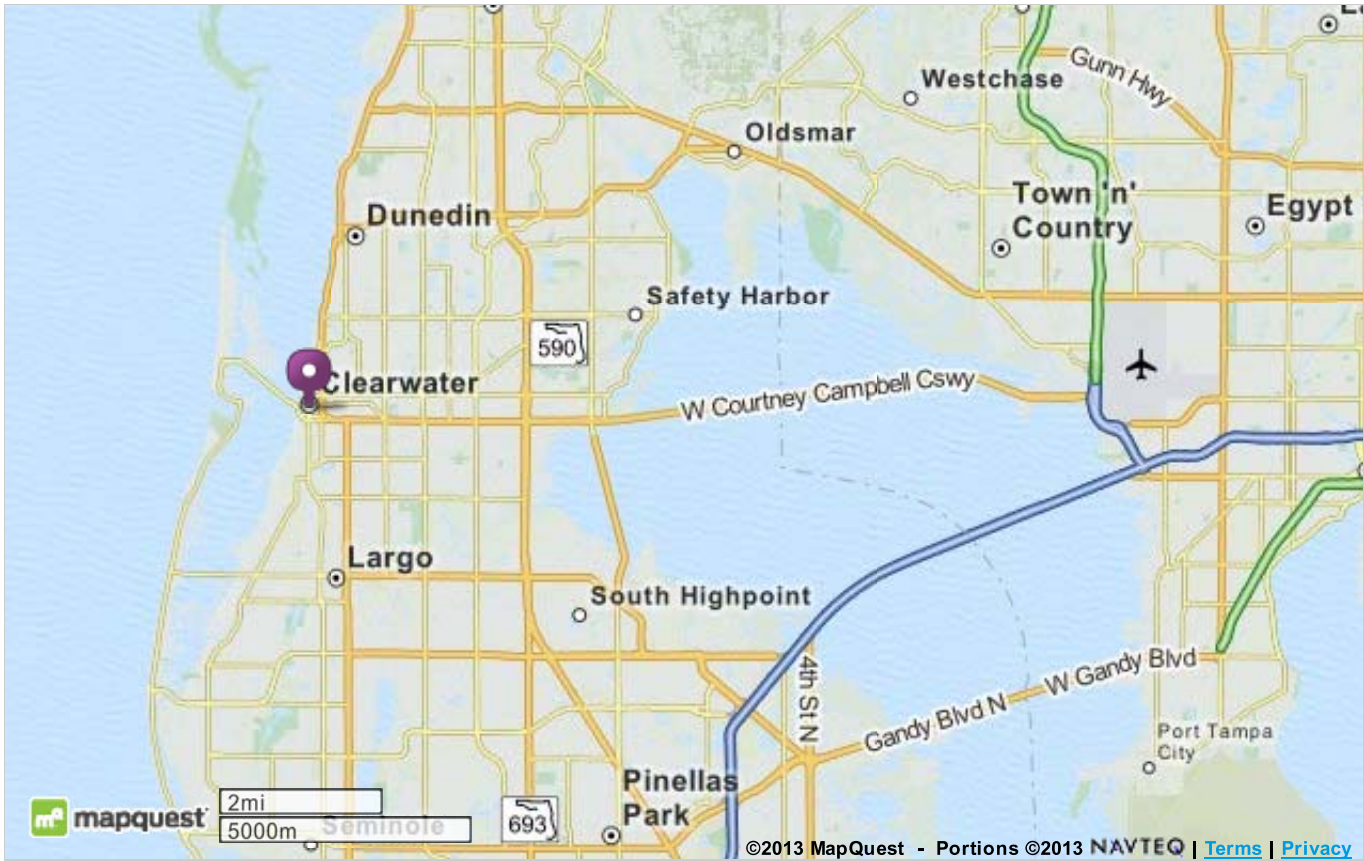 Gunn Hwy
Westchase
Oldsmar
Town 'n'
Country
Egypt
Dunedin
Safety Harbor
590
Clearwater
W Courtney Campbell Cswy
Largo
South Highpoint
4th St N
W Gandy Blvd
Gandy Blvd N
Port Tampa
City
Pinellas
Park
693
Seminole
2mi
5000m
m
mapquest
©2013 MapQuest - Portions ©2013 NAVTEQ | Terms | Privacy